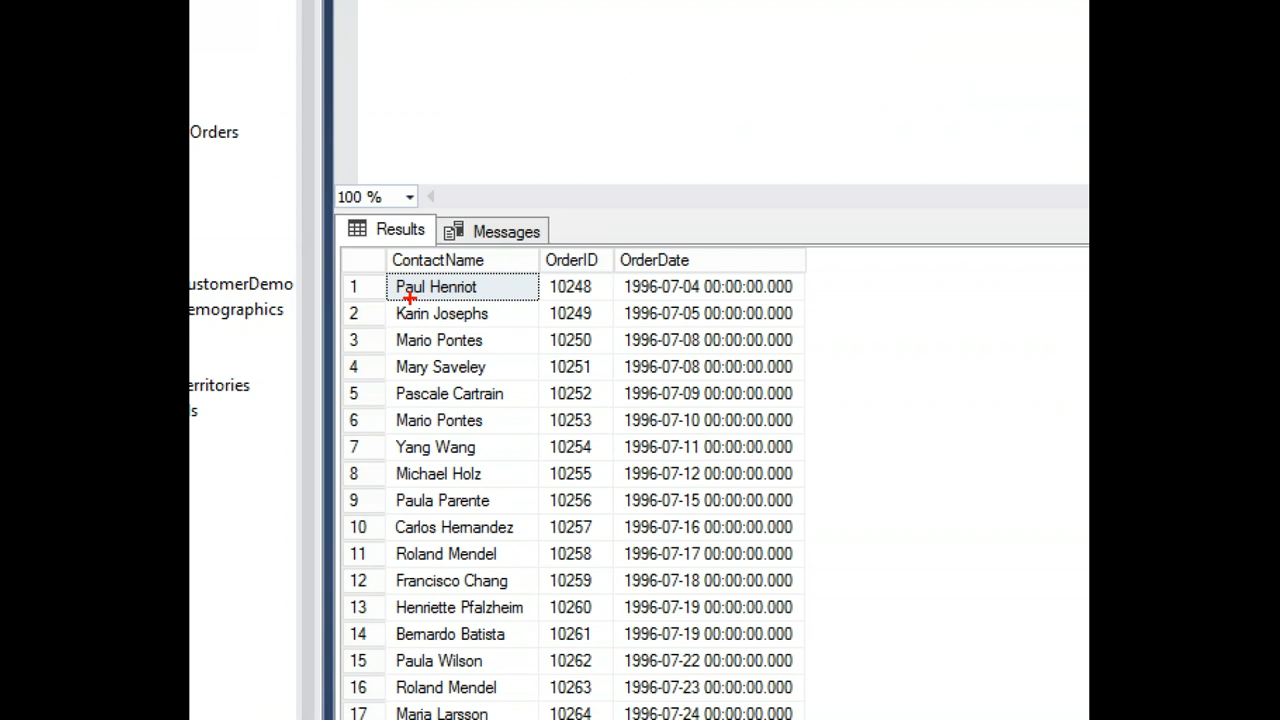 Orders
ustomerDemo
emographics
erritories
ls
100 %
Results Messages
ContactName OrderID OrderDate
1 Paul Henriot 10248 1996-07-04 00:00:00.000
2 Karin Josephs 10249 1996-07-05 00:00:00.000
3 Mario Pontes 10250 1996-07-08 00:00:00.000
4 Mary Saveley 10251 1996-07-08 00:00:00.000
5 Pascale Cartrain 10252 1996-07-09 00:00:00.000
6 Mario Pontes 10253 1996-07-10 00:00:00.000
7 Yang Wang 10254 1996-07-11 00:00:00.000
8 Michael Holz 10255 1996-07-12 00:00:00.000
9 Paula Parente 10256 1996-07-15 00:00:00.000
10 Carlos Hernandez 10257 1996-07-16 00:00:00.000
11 Roland Mendel 10258 1996-07-17 00:00:00.000
12 Francisco Chang 10259 1996-07-18 00:00:00.000
13 Henriette Pfalzheim 10260 1996-07-19 00:00:00.000
14 Bernardo Batista 10261 1996-07-19 00:00:00.000
15 Paula Wilson 10262 1996-07-22 00:00:00.000
16 Roland Mendel 10263 1996-07-23 00:00:00.000
17 Maria Larsson 10264 1996-07-24 00:00:00.000